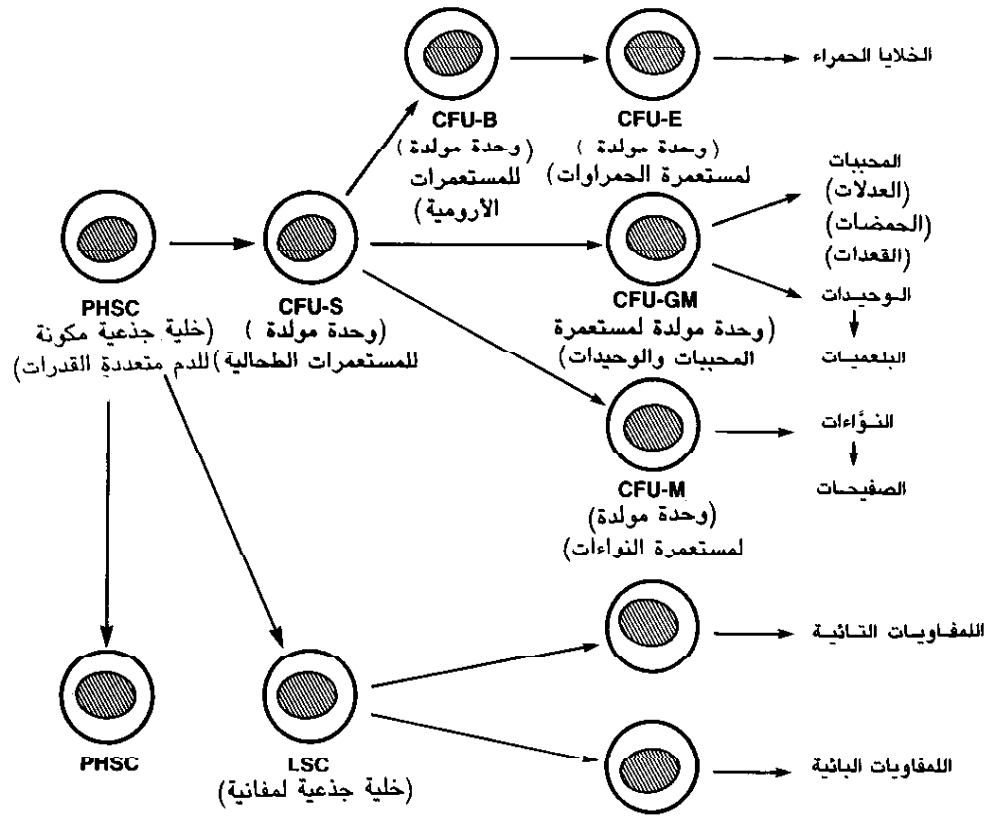 CFU-B
(وحدة مولدة)
للمستعمرات
الأرومية)
CFU-E
(وحدة مولدة)
لمستعمرة الحمراوات)
الخلايا الحمراء
PHSC
(خلية جذعية مكونة
للدم متعددة القدرات)
CFU-S
(وحدة مولدة)
للمستعمرات الطحالية)
CFU-GM
(وحدة مولدة لمستعمرة
المحببات والوحيدات)
المحببات
(العدلات)
(الحمضات)
(القعدات)
الوحيدات
البلعميات
CFU-M
(وحدة مولدة)
لمستعمرة النواءات)
النوَّاءات
الصفيحات
PHSC
LSC
(خلية جذعية لمفانية)
اللمفاويات التائية
اللمفاويات البائية